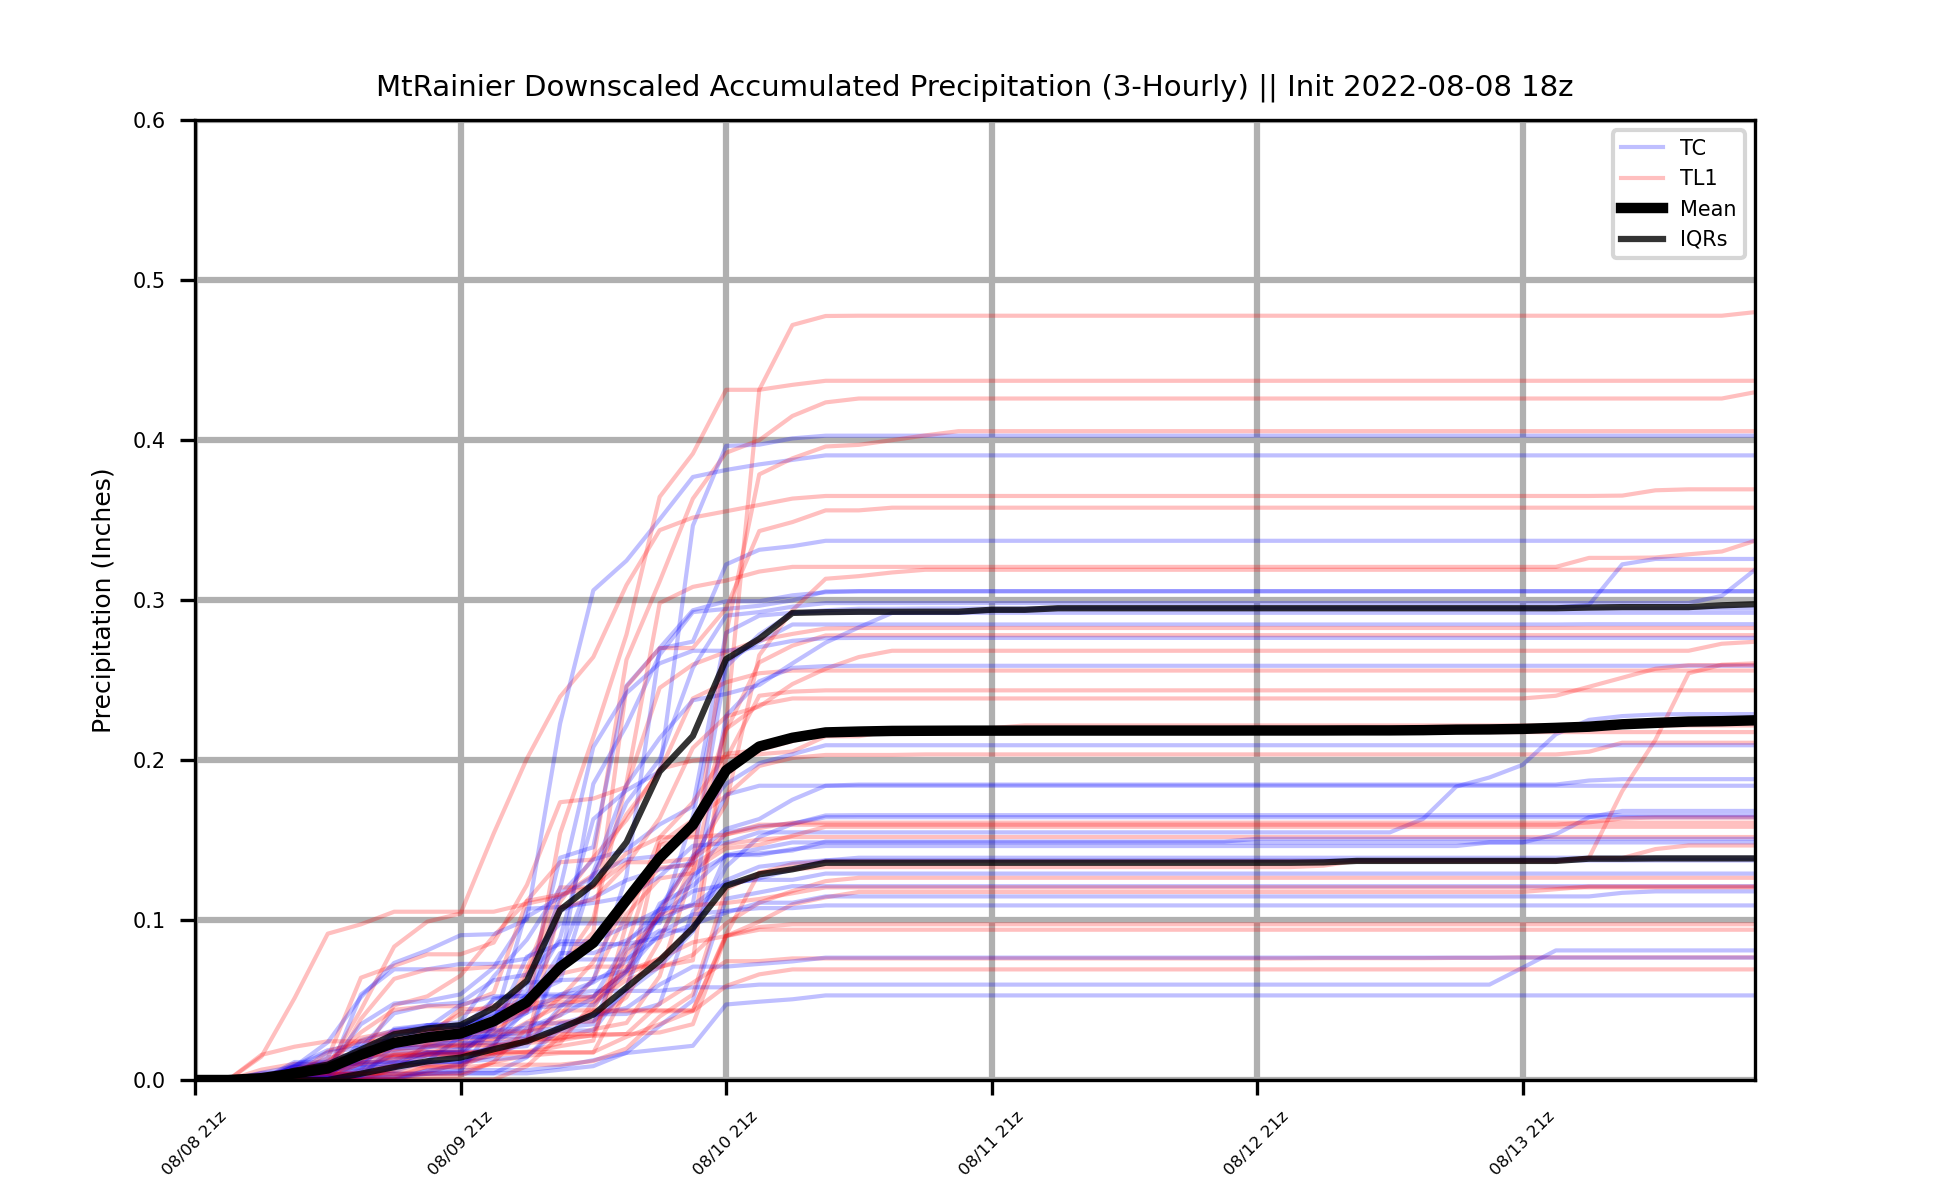 MtRainier Downscaled Accumulated Precipitation (3-Hourly) || Init 2022-08-08 18z
0.6
0.5
0.4
0.3
0.2
0.1
0.0
Precipitation (Inches)
TC
TL1
Mean
IQRs
08/08 21z
08/09 21z
08/10 21z
08/11 21z
08/12 21z
08/13 21z